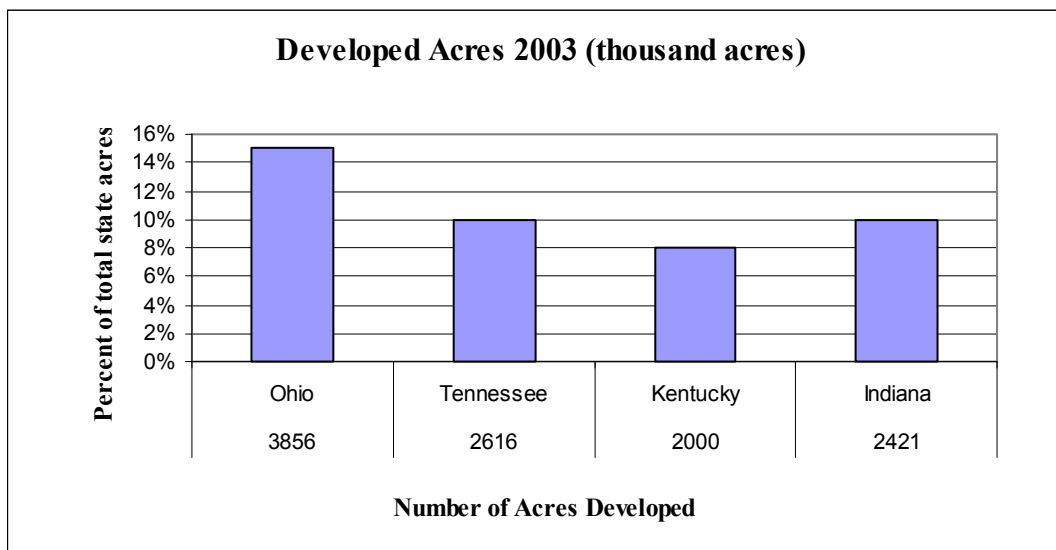 Developed Acres 2003 (thousand acres)
Percent of total state acres
16%
14%
12%
10%
8%
6%
4%
2%
0%
Ohio Tennessee Kentucky Indiana
3856 2616 2000 2421
Number of Acres Developed